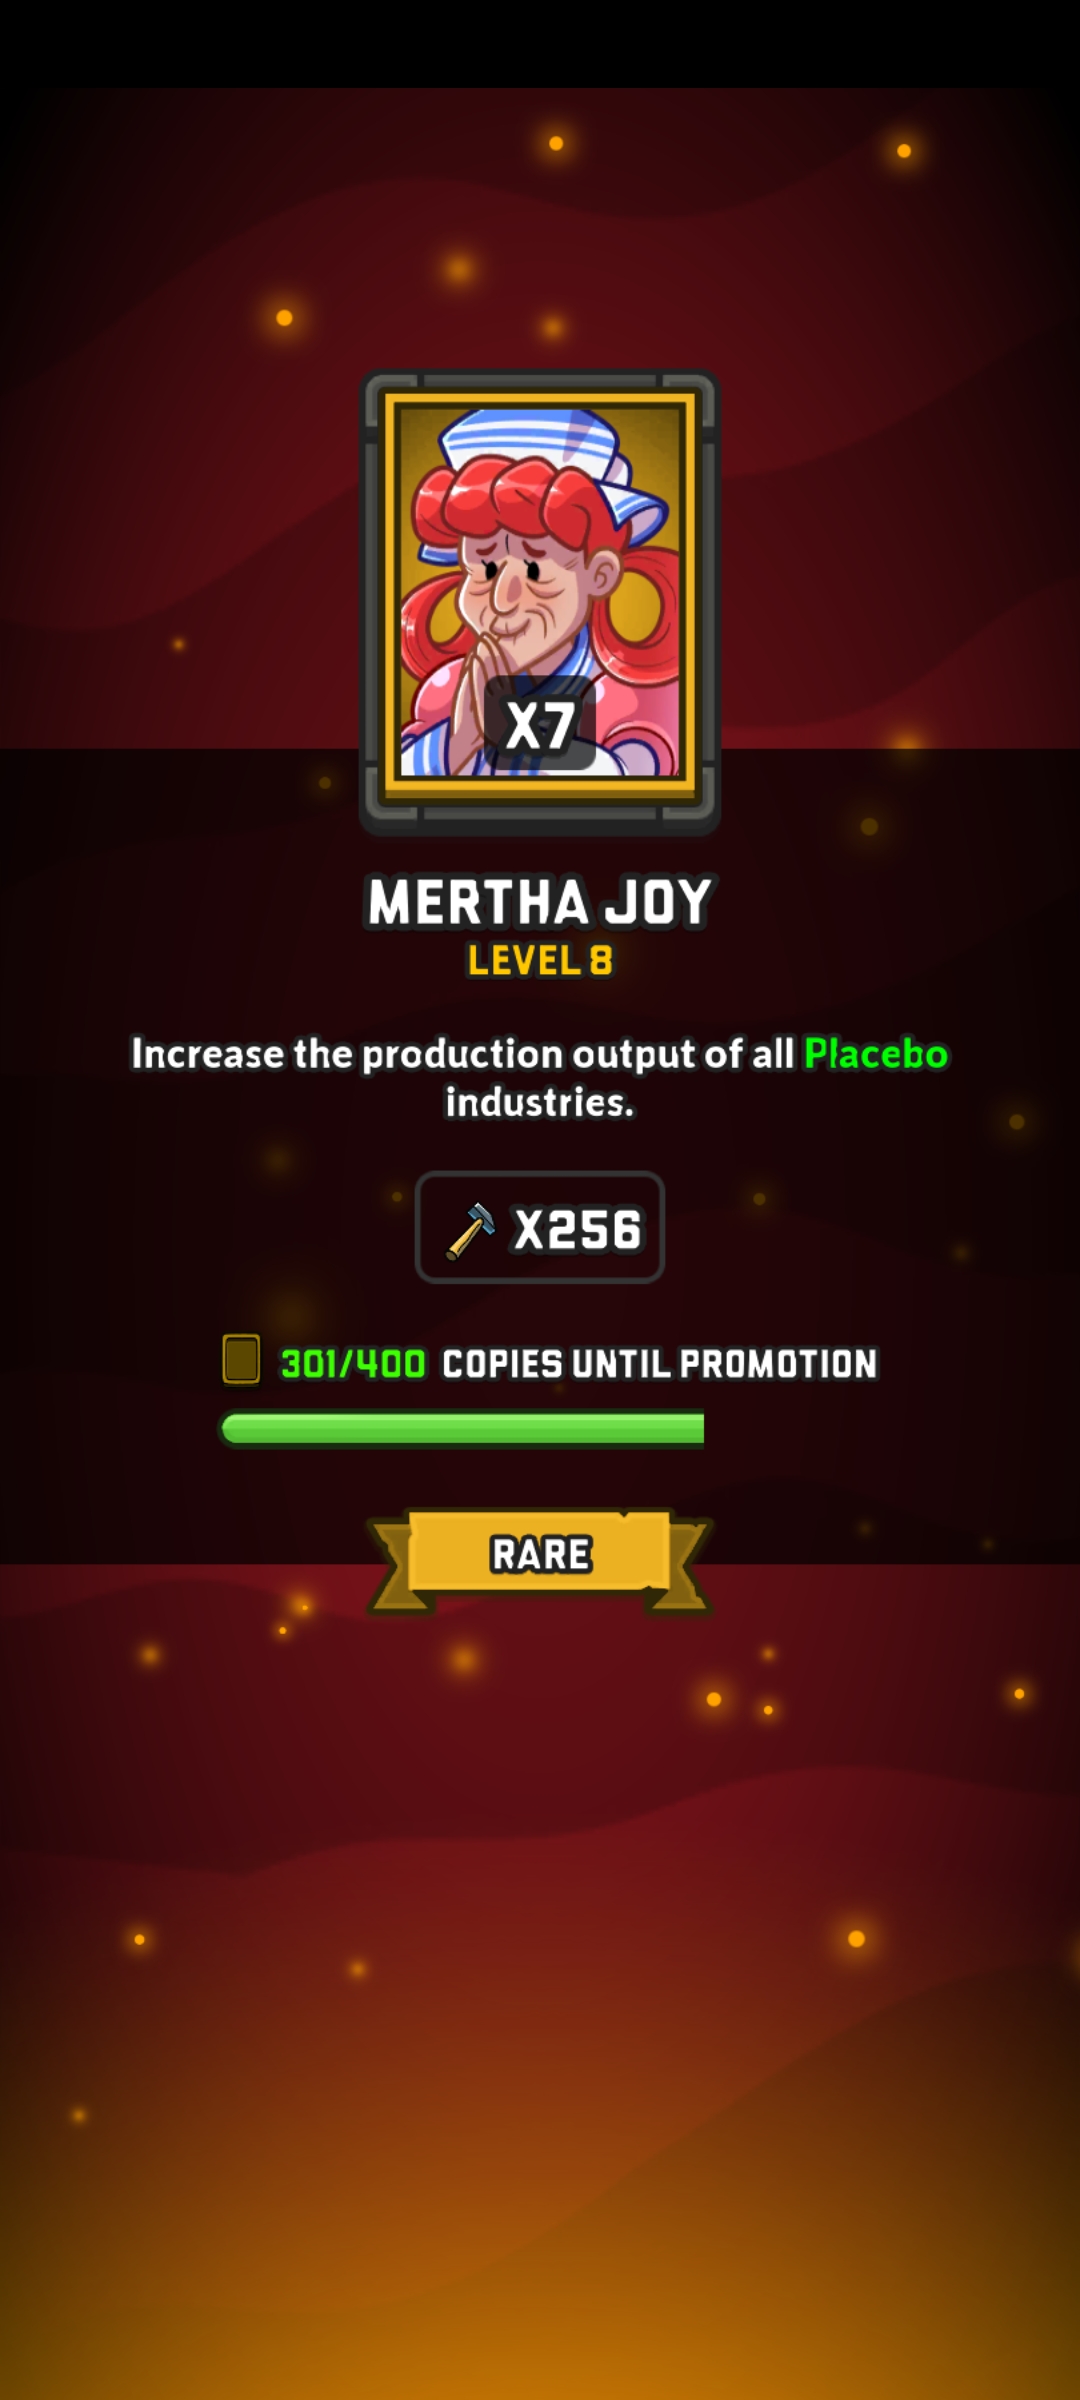 X7
MERTHA JOY
LEVEL 8
Increase the production output of all Placebo
industries.
X256
301/400 COPIES UNTIL PROMOTION
RARE